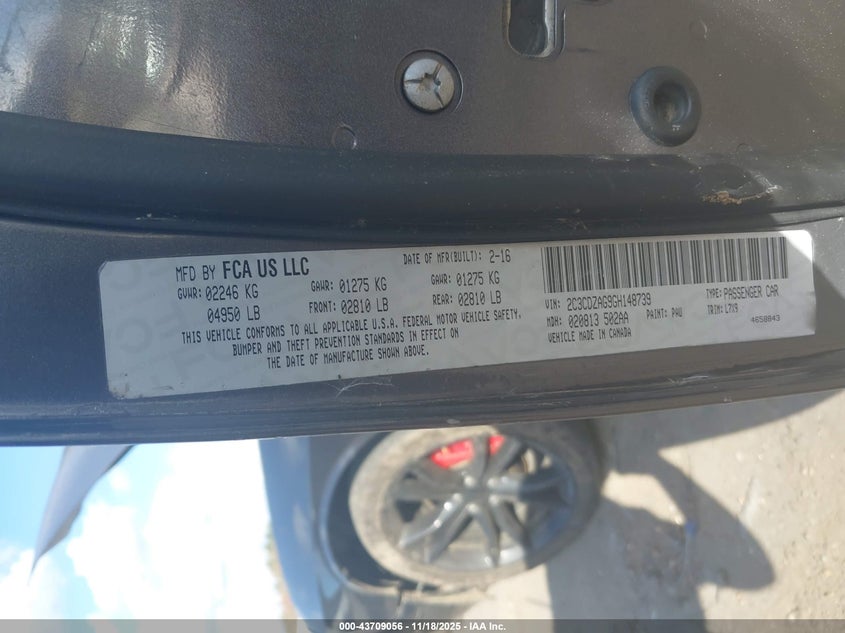 MFD BY FCA US LLC DATE OF MFR(BUILT): 2-16
GVWR: 02246 KG GAWR: 01275 KG GAWR: 01275 KG
04950 LB FRONT: 02810 LB REAR: 02810 LB
THIS VEHICLE CONFORMS TO ALL APPLICABLE U.S.A. FEDERAL MOTOR VEHICLE SAFETY,
BUMPER AND THEFT PREVENTION STANDARDS IN EFFECT ON
THE DATE OF MANUFACTURE SHOWN ABOVE.
VIN: 2C3CDZAG9GH148739 TYPE: PASSENGER CAR
MDH: 020813 502AA PAINT: PAU TRIM: L7X9
VEHICLE MADE IN CANADA 4658843
000-43709056 - 11/18/2025 - IAA Inc.